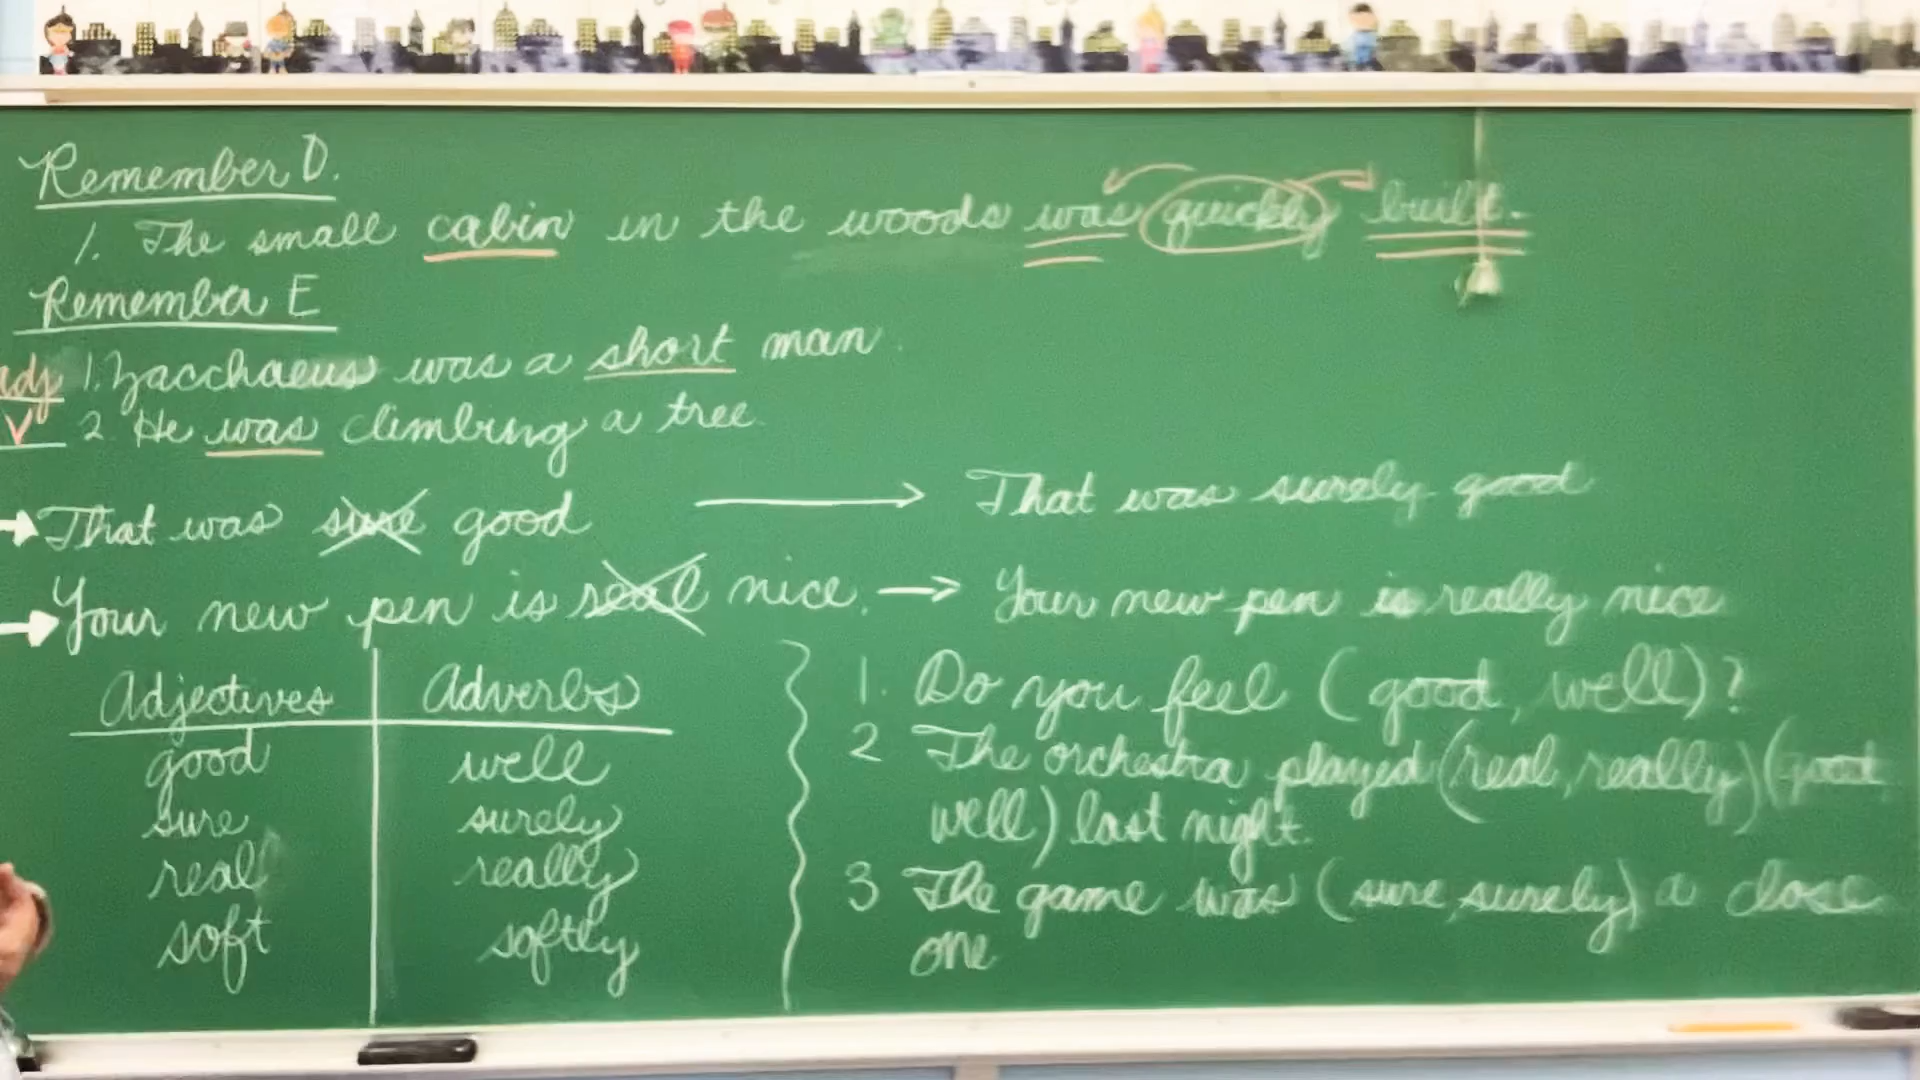 Remember D.
1. The small cabin in the woods was quickly built.
Remember E
adj 1. Zacchaeus was a short man.
V 2. He was climbing a tree.
That was sure good → That was surely good
Your new pen is real nice. → Your new pen is really nice
Adjectives Adverbs
good well
sure surely
real really
soft softly
1. Do you feel (good, well)?
2 The orchestra played (real, really) (good,
well) last night.
3 The game was (sure, surely) a close
one